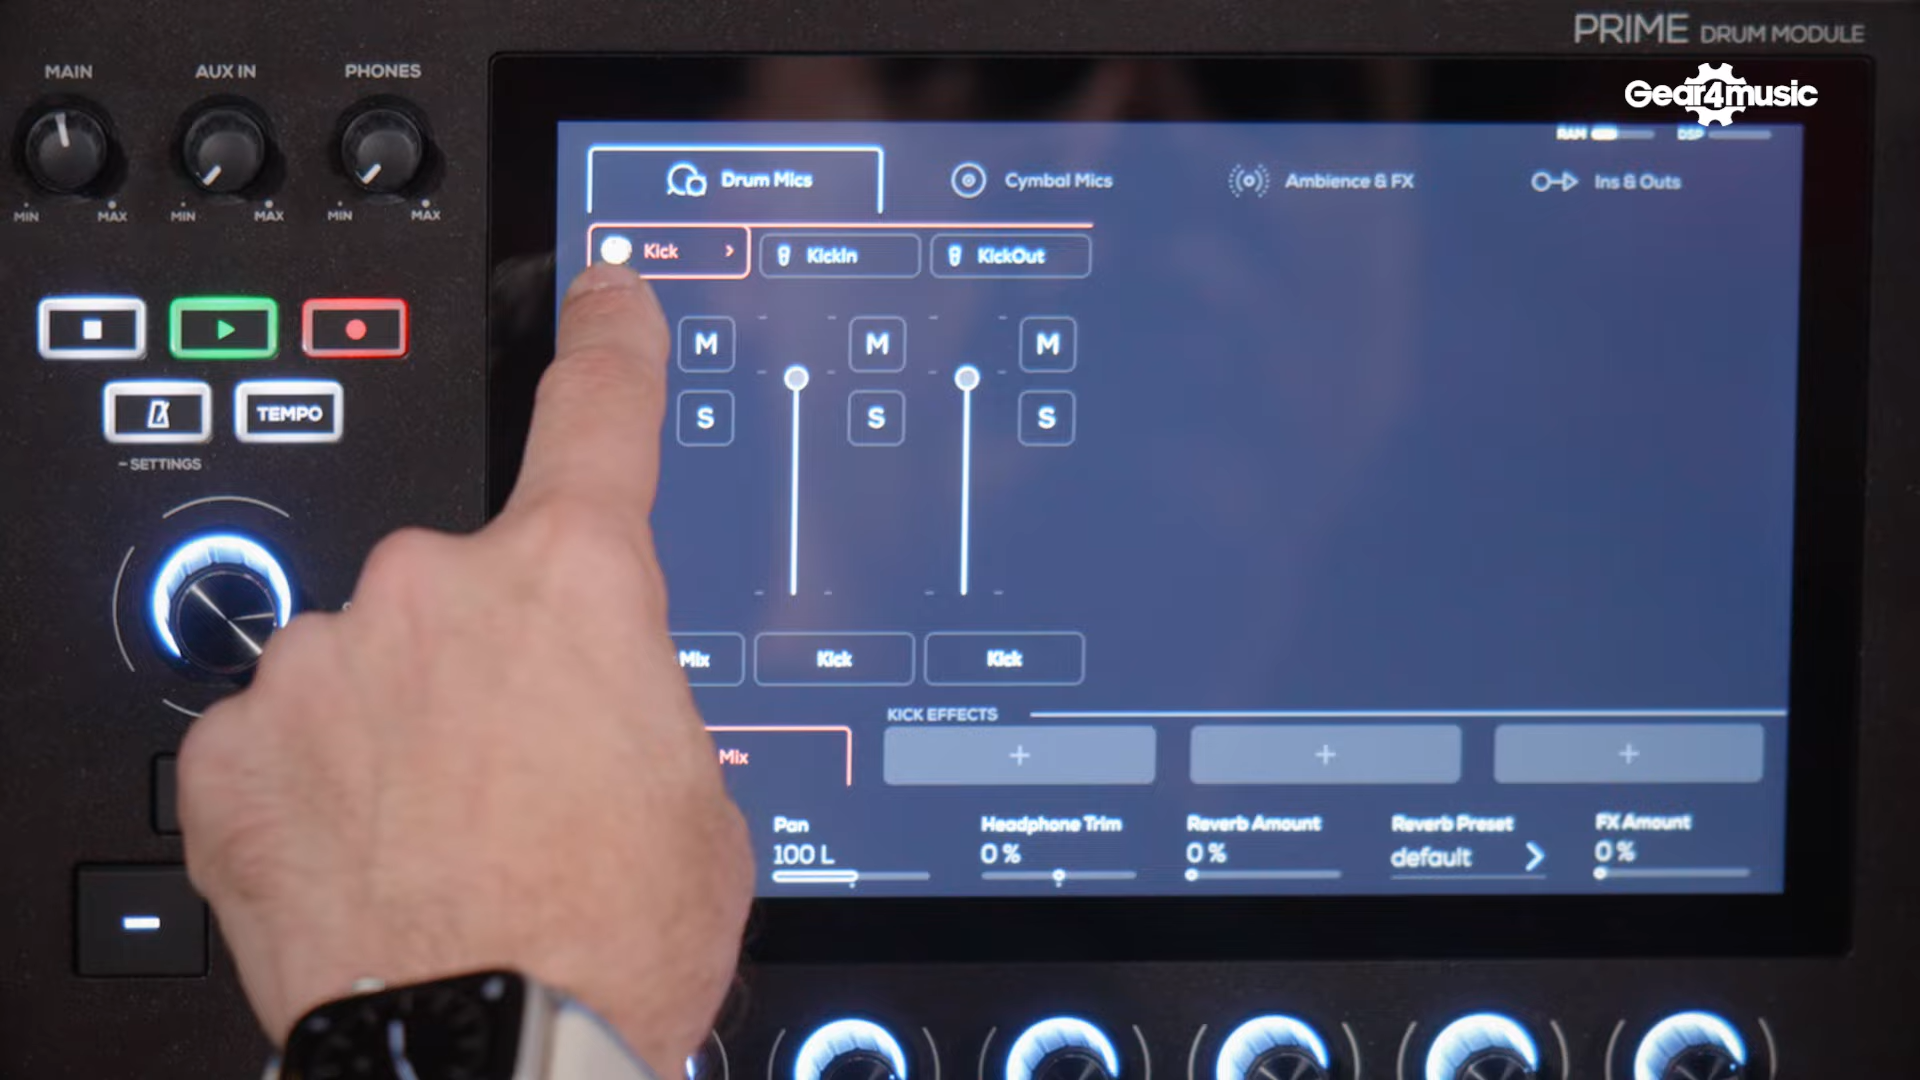 PRIME DRUM MODULE
Gear4music
MAIN
AUX IN
PHONES
MIN
MAX
MIN
MAX
MIN
MAX
RAM
DSP
Drum Mics
Cymbal Mics
Ambience & FX
Ins & Outs
Kick
KickIn
KickOut
M
M
M
S
S
S
TEMPO
SETTINGS
Mix
Kick
Kick
KICK EFFECTS
Mix
+
+
+
Pan
100 L
Headphone Trim
0 %
Reverb Amount
0 %
Reverb Preset
default
FX Amount
0 %